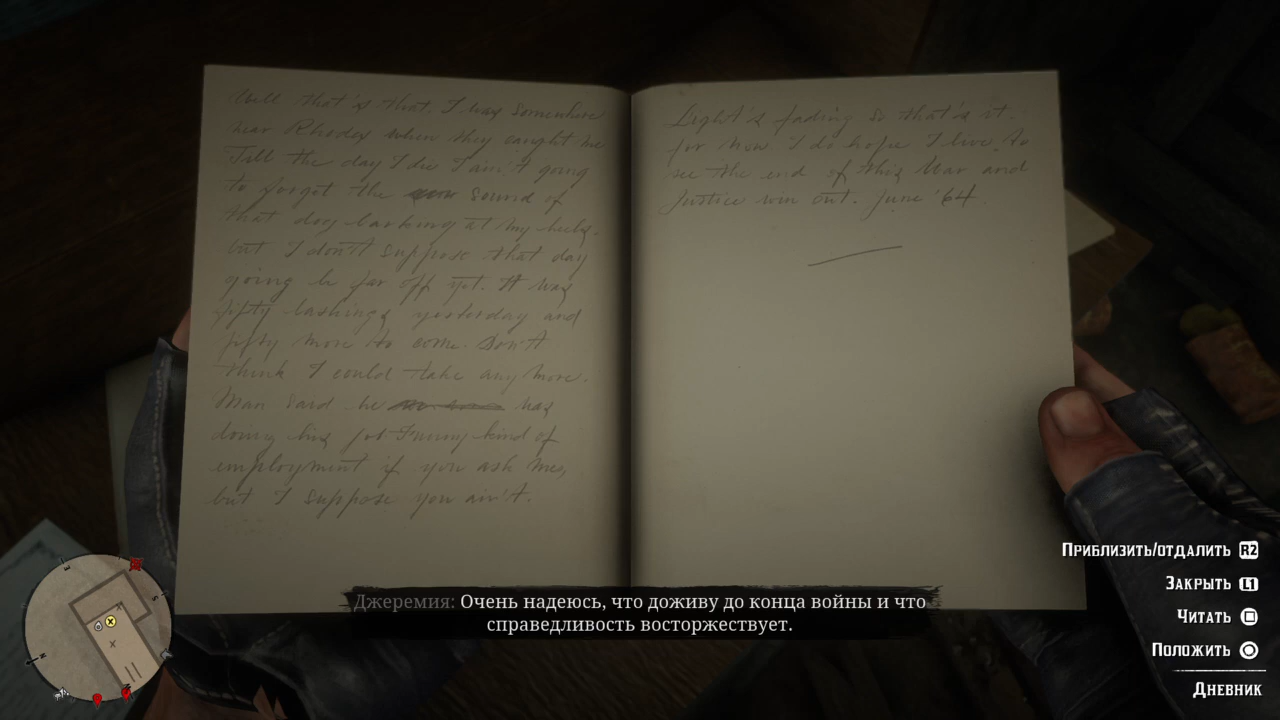 Well that's that. I was somewhere
near Rhodes when they caught me
Till the day I die I ain't going
to forget the sound of
that dog barking at my heels.
but I don't suppose that day
going be far off yet. It was
fifty lashings yesterday and
fifty more to come. Don't
think I could take any more.
Man said he was
doing his job Funny kind of
employment if you ask me,
but I suppose you ain't.
Light is fading so that's it.
for now I do hope I live to
see the end of this War and
Justice win out. June '64
Джеремия: Очень надеюсь, что доживу до конца войны и что
справедливость восторжествует.
Приблизить/отдалить R2
Закрыть L1
Читать
Положить
Дневник